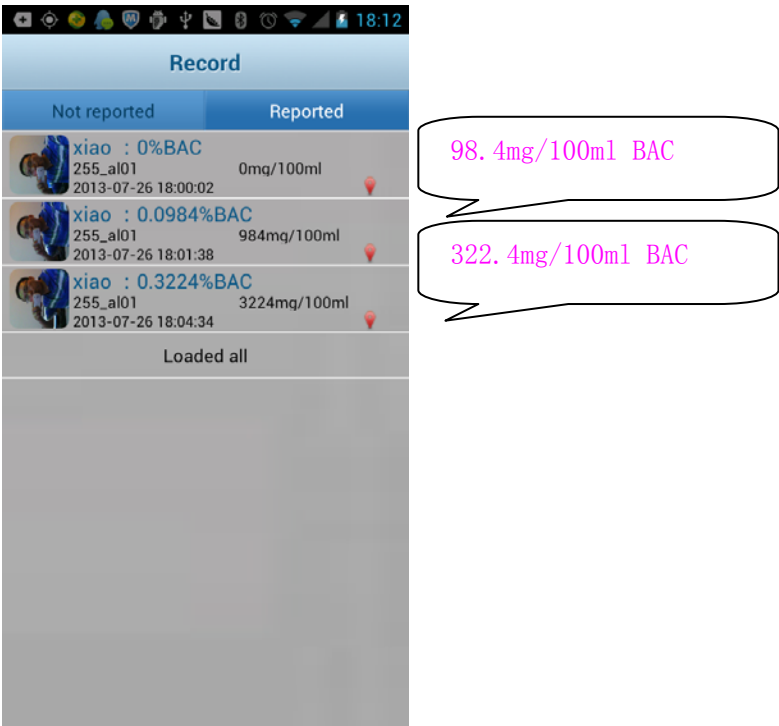 18:12
Record
Not reported Reported
xiao : 0%BAC
255_al01 0mg/100ml
2013-07-26 18:00:02
98.4mg/100ml BAC
xiao : 0.0984%BAC
255_al01 984mg/100ml
2013-07-26 18:01:38
322.4mg/100ml BAC
xiao : 0.3224%BAC
255_al01 3224mg/100ml
2013-07-26 18:04:34
Loaded all